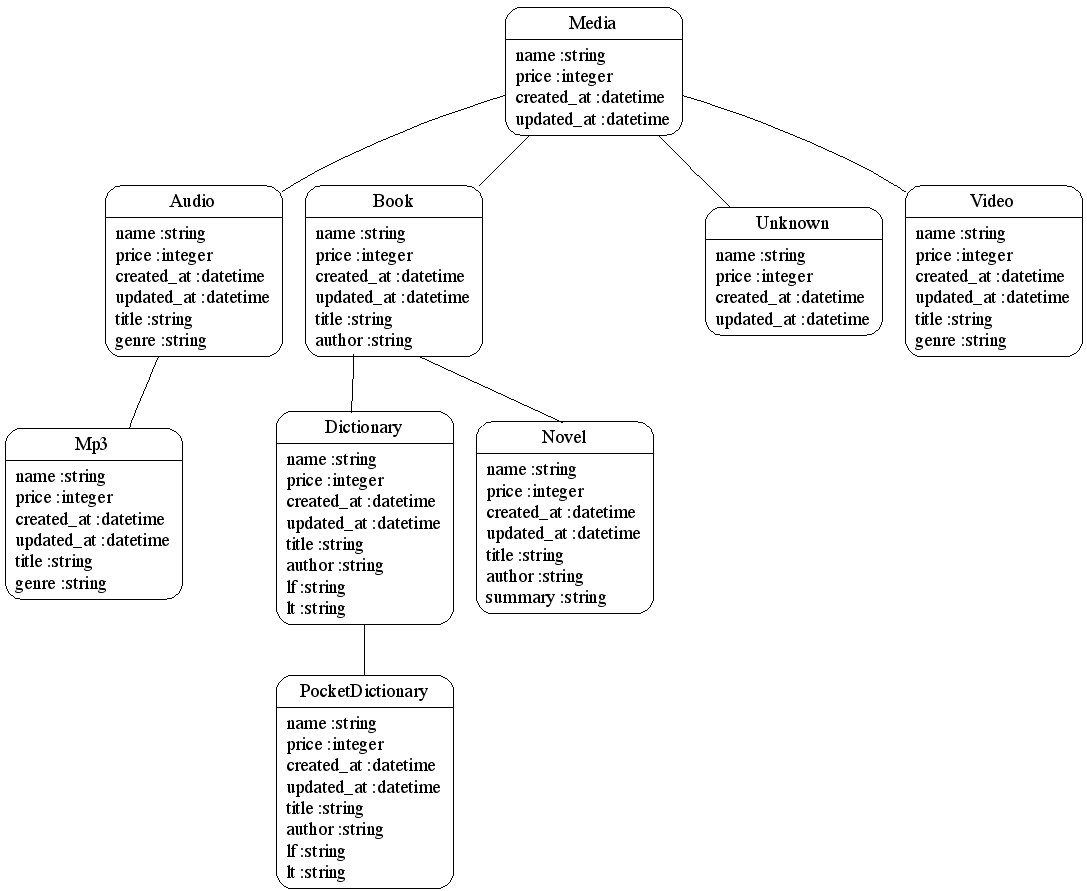 Media
name :string
price :integer
created_at :datetime
updated_at :datetime
Audio
name :string
price :integer
created_at :datetime
updated_at :datetime
title :string
genre :string
Book
name :string
price :integer
created_at :datetime
updated_at :datetime
title :string
author :string
Unknown
name :string
price :integer
created_at :datetime
updated_at :datetime
Video
name :string
price :integer
created_at :datetime
updated_at :datetime
title :string
genre :string
Mp3
name :string
price :integer
created_at :datetime
updated_at :datetime
title :string
genre :string
Dictionary
name :string
price :integer
created_at :datetime
updated_at :datetime
title :string
author :string
lf :string
lt :string
Novel
name :string
price :integer
created_at :datetime
updated_at :datetime
title :string
author :string
summary :string
PocketDictionary
name :string
price :integer
created_at :datetime
updated_at :datetime
title :string
author :string
lf :string
lt :string